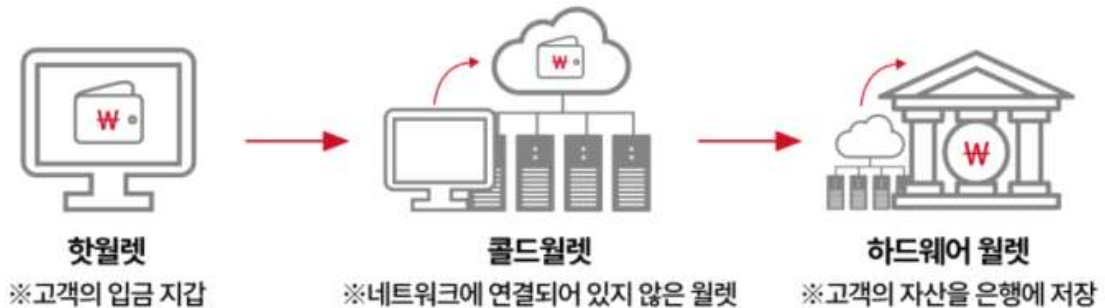 ₩
₩
₩
핫월렛
콜드월렛
하드웨어 월렛
※고객의 입금 지갑
※네트워크에 연결되어 있지 않은 월렛
※고객의 자산을 은행에 저장